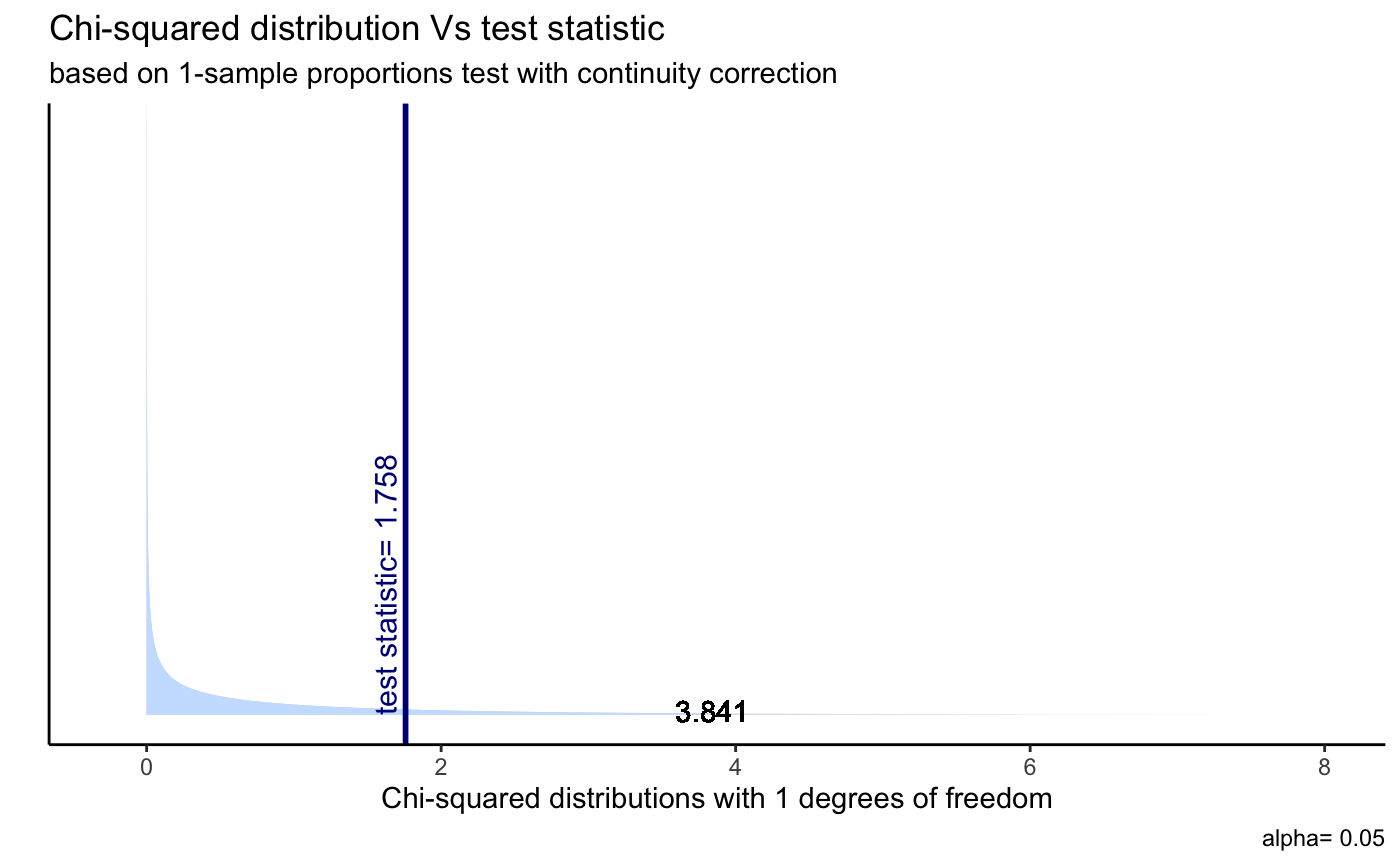 Chi-squared distribution Vs test statistic
based on 1-sample proportions test with continuity correction
test statistic= 1.758
3.841
0 2 4 6 8
Chi-squared distributions with 1 degrees of freedom
alpha= 0.05